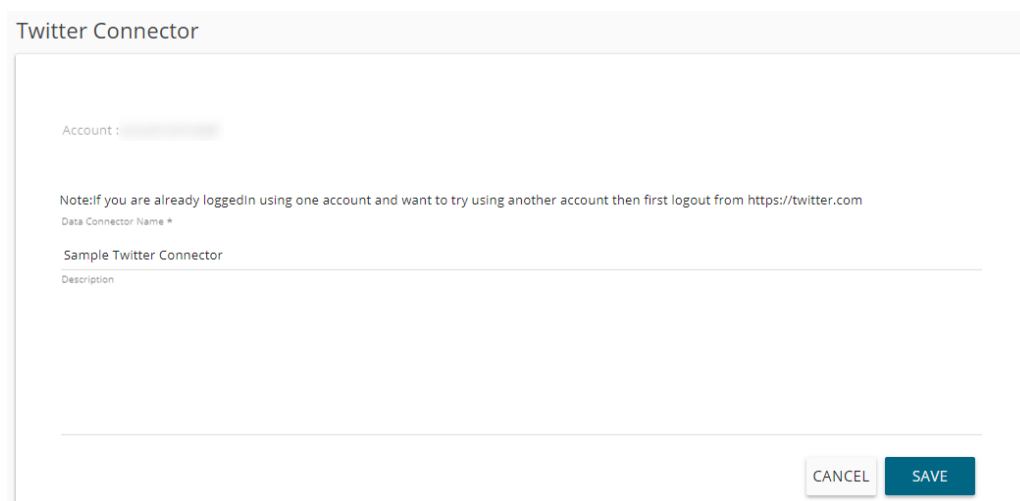 Twitter Connector
Account :
Note:If you are already loggedIn using one account and want to try using another account then first logout from https://twitter.com
Data Connector Name *
Sample Twitter Connector
Description
CANCEL
SAVE